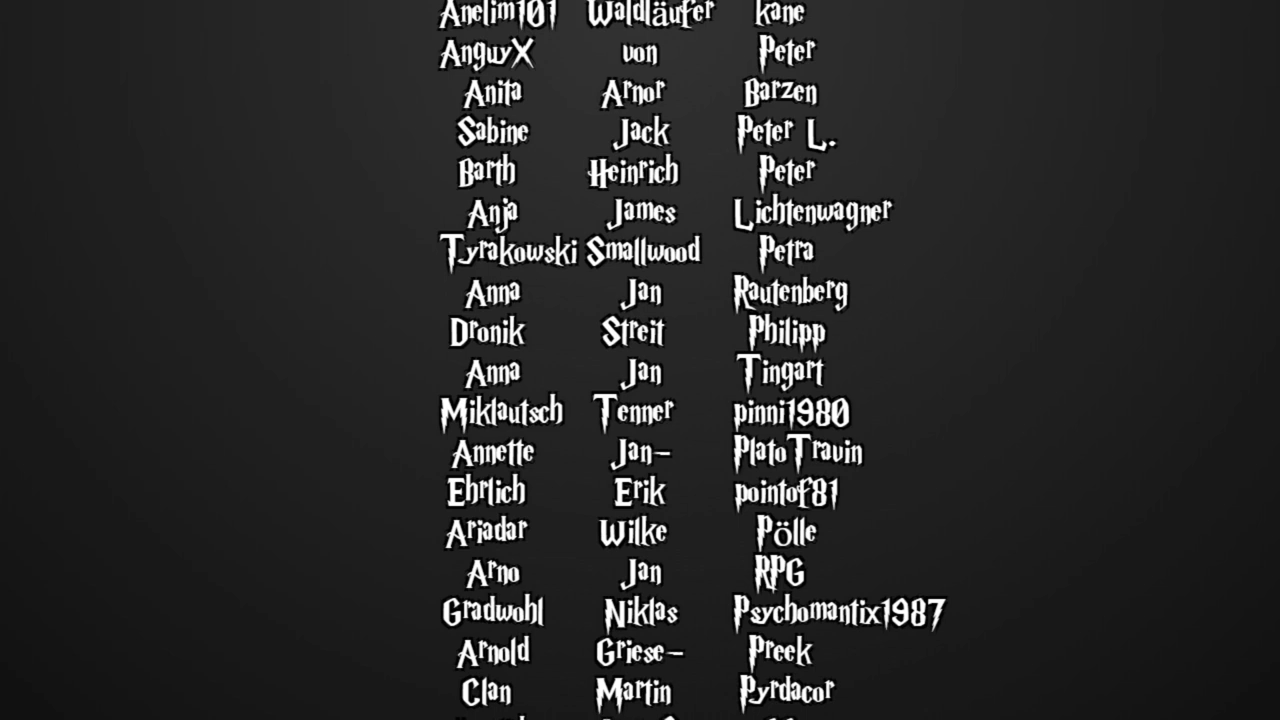 Anelim101 Waldläufer kane
AnguyX von Peter
Anita Arnor Barzen
Sabine Jack Peter L.
Barth Heinrich Peter
Anja James Lichtenwagner
Tyrakowski Smallwood Petra
Anna Jan Rautenberg
Dronik Streit Philipp
Anna Jan Tingart
Miklautsch Tenner pinni1980
Annette Jan- PlatoTravin
Ehrlich Erik pointof81
Ariadar Wilke Pölle
Arno Jan RPG
Gradwohl Niklas Psychomantix1987
Arnold Griese- Preek
Clan Martin Pyrdacor